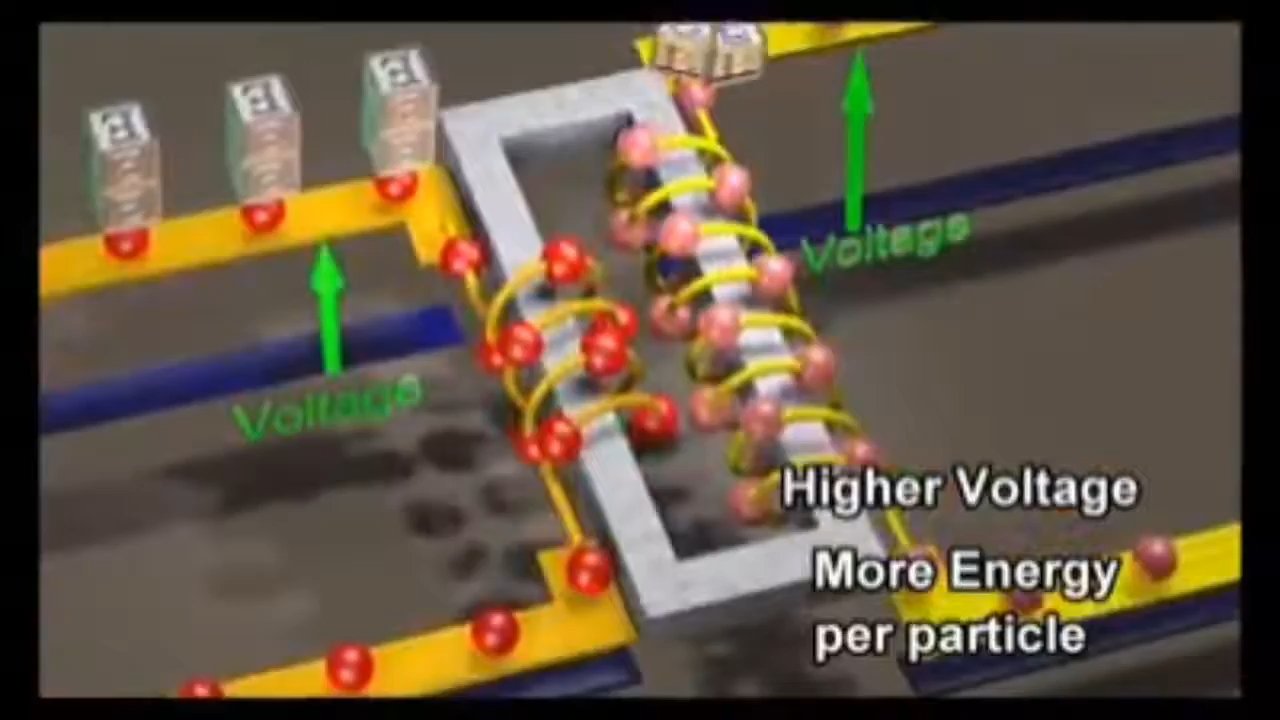 E E E
Voltage
Voltage
Higher Voltage
More Energy
per particle